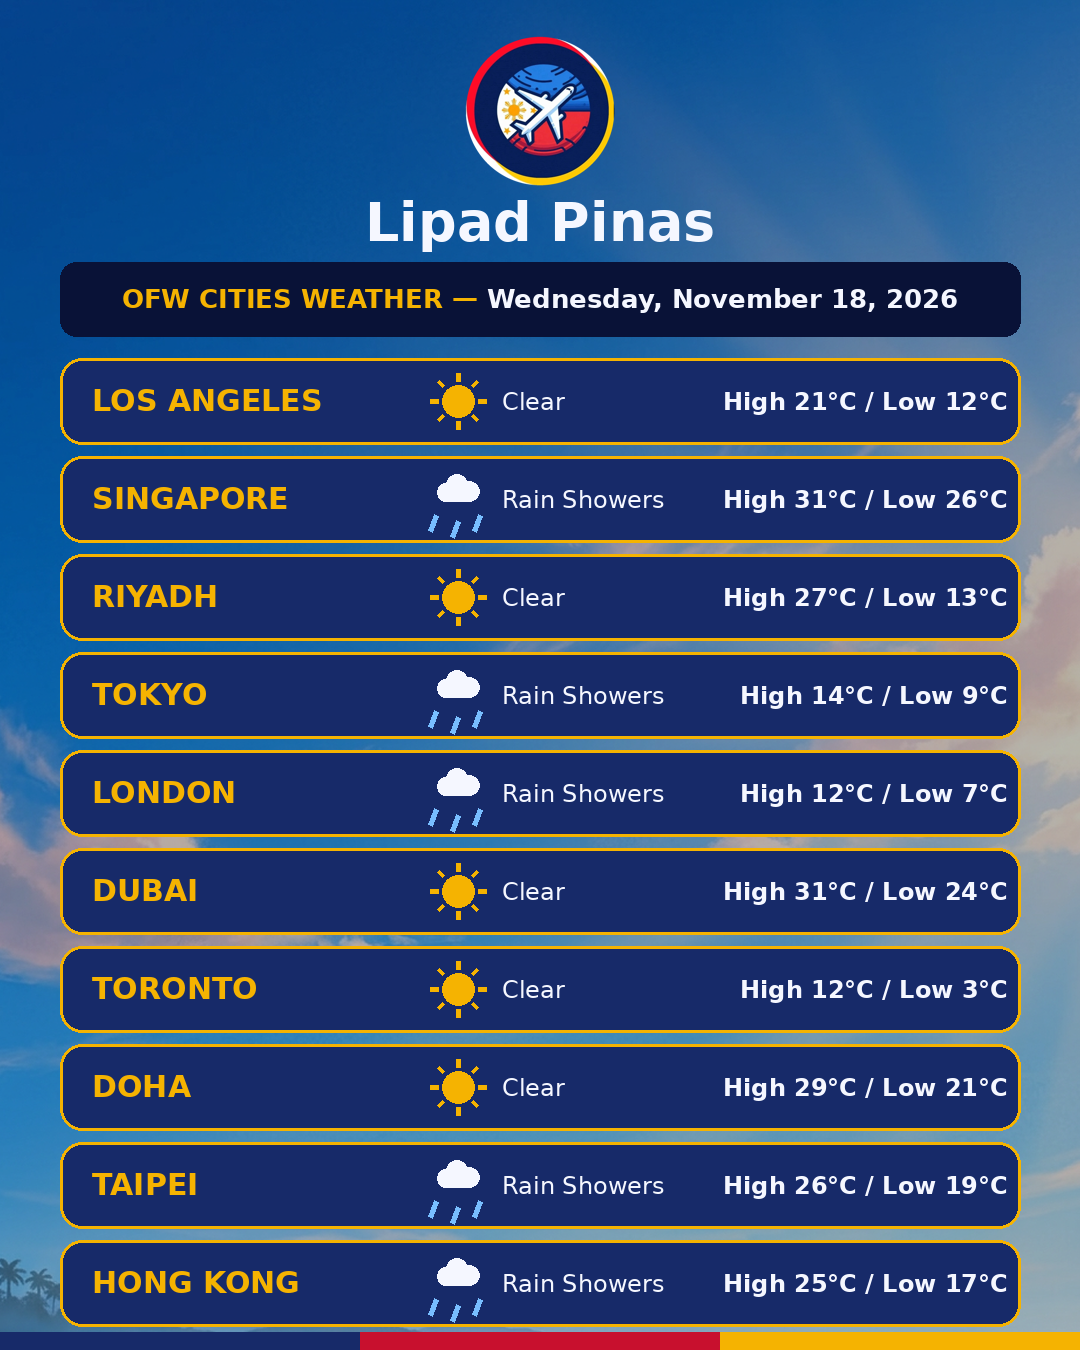 Lipad Pinas
OFW CITIES WEATHER — Wednesday, November 18, 2026
LOS ANGELES Clear High 21°C / Low 12°C
SINGAPORE Rain Showers High 31°C / Low 26°C
RIYADH Clear High 27°C / Low 13°C
TOKYO Rain Showers High 14°C / Low 9°C
LONDON Rain Showers High 12°C / Low 7°C
DUBAI Clear High 31°C / Low 24°C
TORONTO Clear High 12°C / Low 3°C
DOHA Clear High 29°C / Low 21°C
TAIPEI Rain Showers High 26°C / Low 19°C
HONG KONG Rain Showers High 25°C / Low 17°C